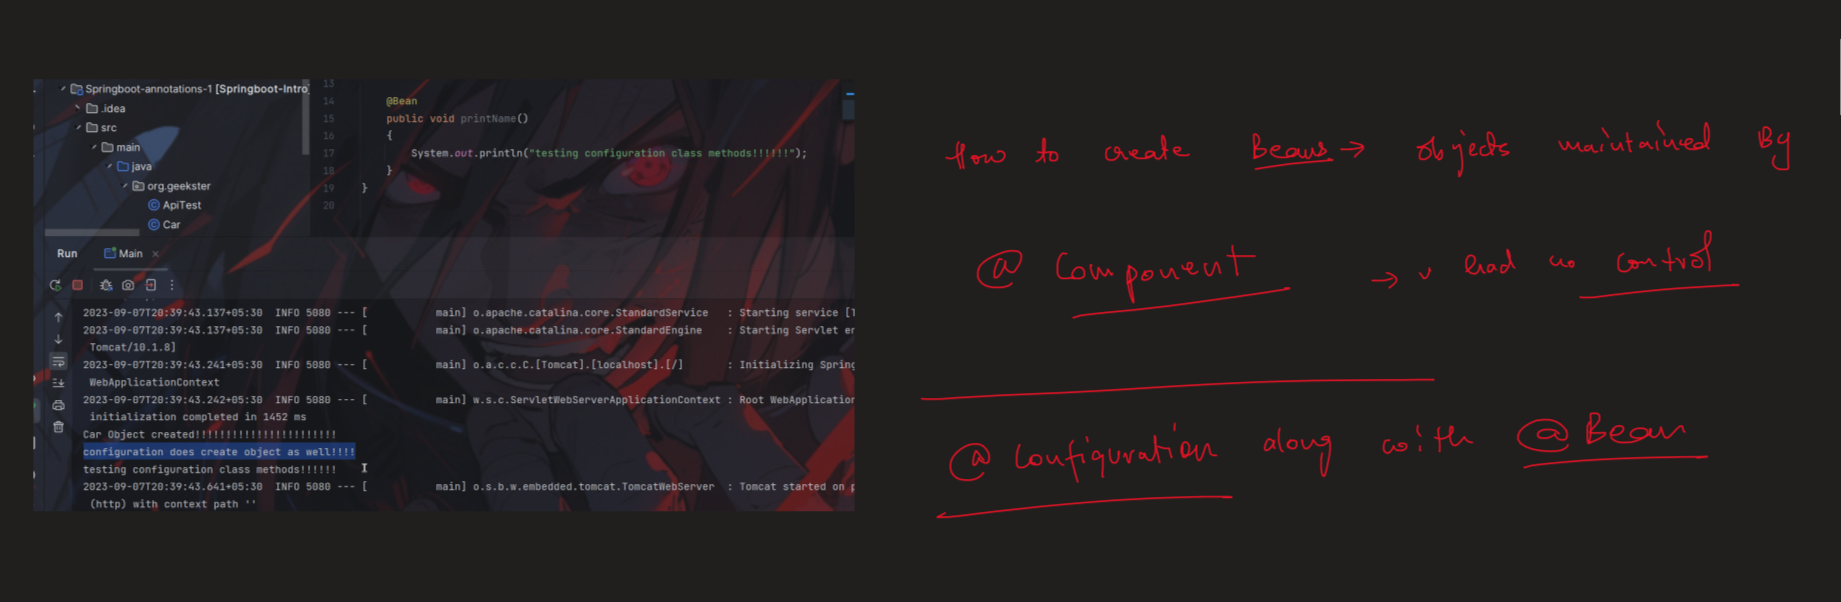 Springboot-annotations-1 [Springboot-Intro]
.idea
src
main
java
org.geekster
ApiTest
Car
13
14 @Bean
15 public void printName()
16 {
17 System.out.println("testing configuration class methods!!!!!!");
18 }
19 }
20
Run Main ×
2023-09-07T20:39:43.137+05:30 INFO 5080 --- [ main] o.apache.catalina.core.StandardService : Starting service [
2023-09-07T20:39:43.137+05:30 INFO 5080 --- [ main] o.apache.catalina.core.StandardEngine : Starting Servlet en
Tomcat/10.1.8]
2023-09-07T20:39:43.241+05:30 INFO 5080 --- [ main] o.a.c.c.C.[Tomcat].[localhost].[/] : Initializing Spring
WebApplicationContext
2023-09-07T20:39:43.242+05:30 INFO 5080 --- [ main] w.s.c.ServletWebServerApplicationContext : Root WebApplication
initialization completed in 1452 ms
Car Object created!!!!!!!!!!!!!!!!!!!!!!!
configuration does create object as well!!!!
testing configuration class methods!!!!!!
2023-09-07T20:39:43.641+05:30 INFO 5080 --- [ main] o.s.b.w.embedded.tomcat.TomcatWebServer : Tomcat started on p
(http) with context path ''
How to create Beans → objects maintained By
@ Component → had no control
@ Configuration along with @ Bean